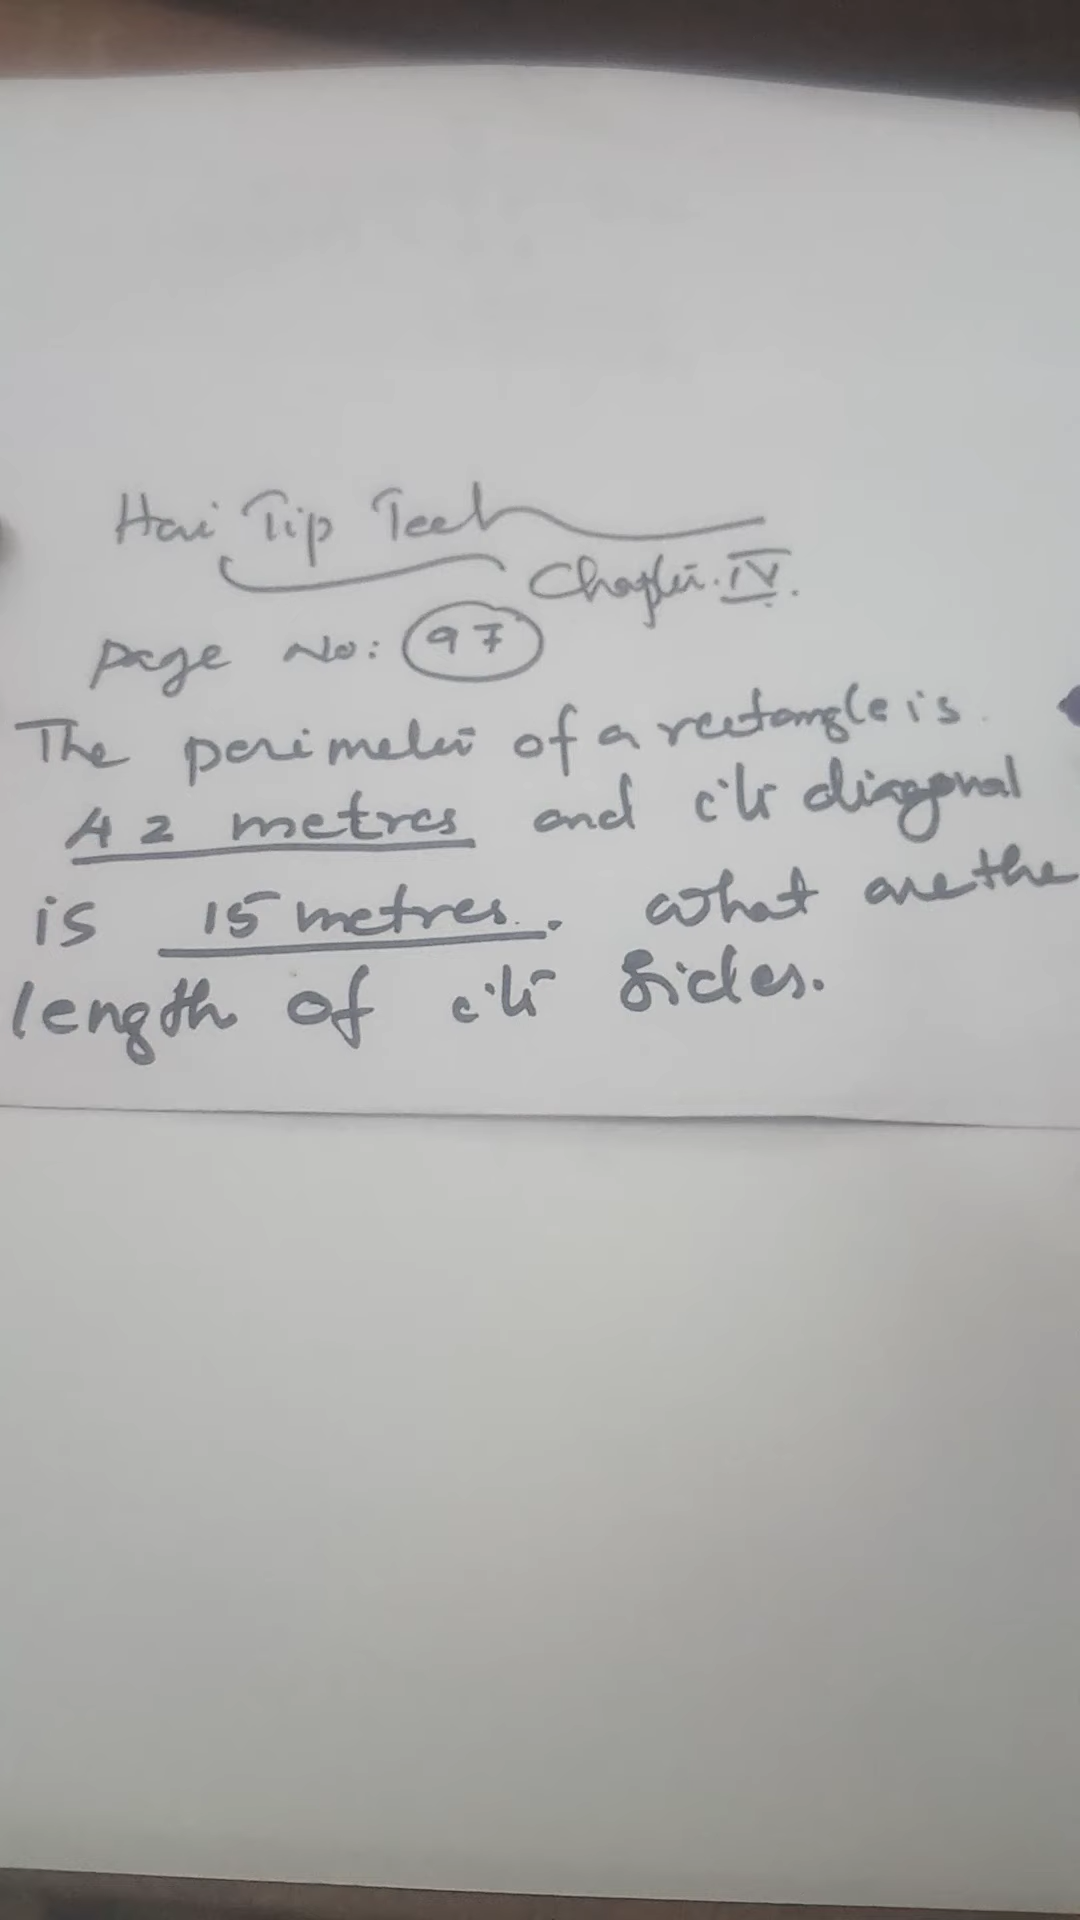 Hari Tip Tech
Chapter. IV.
Page No: 97
The perimeter of a rectangle is
42 metres and its diagonal
is 15 metres. What are the
length of its sides.